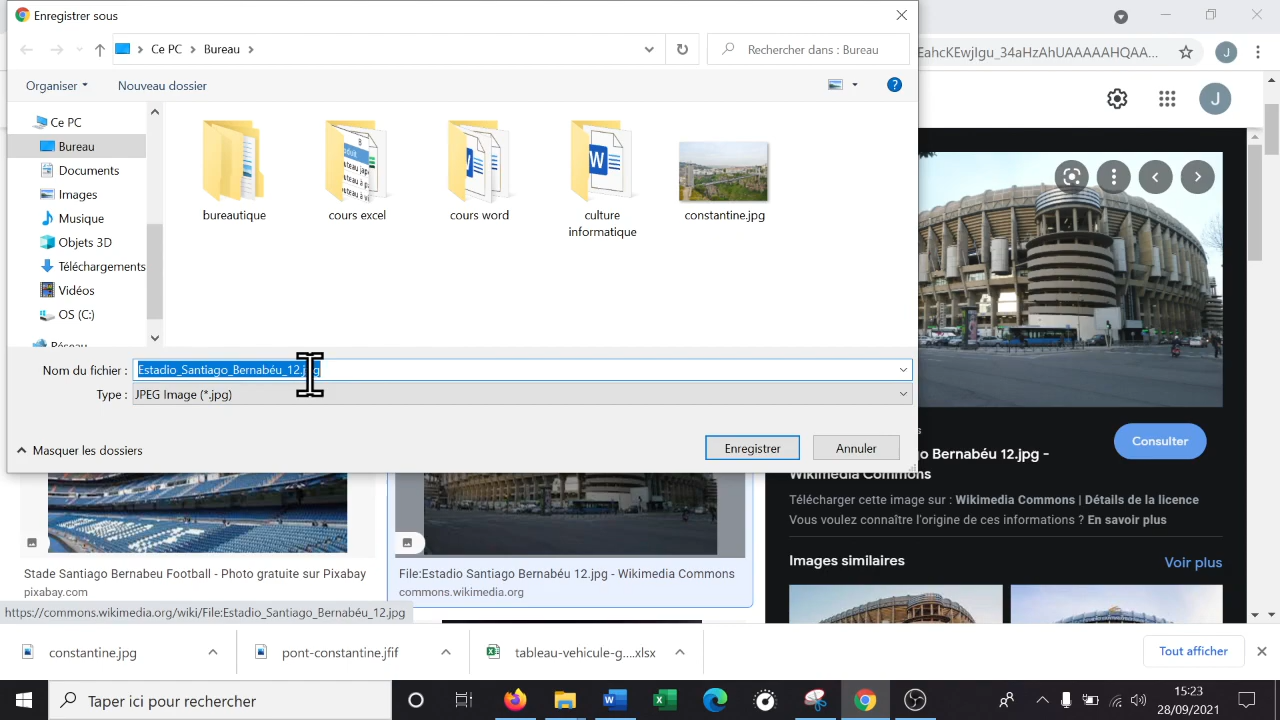 Enregistrer sous
Ce PC
Bureau
Rechercher dans : Bureau
EahcKEwjIgu_34aHzAhUAAAAAHQAA...
J
Organiser
Nouveau dossier
?
J
Ce PC
Bureau
Documents
Images
Musique
Objets 3D
Téléchargements
Vidéos
OS (C:)
Réseau
bureautique
cours excel
cours word
culture
informatique
constantine.jpg
Nom du fichier :
Estadio_Santiago_Bernabéu_12.jpg
Type :
JPEG Image (*.jpg)
Masquer les dossiers
Enregistrer
Annuler
Consulter
Bernabéu 12.jpg -
Wikimedia Commons
Télécharger cette image sur : Wikimedia Commons | Détails de la licence
Vous voulez connaître l'origine de ces informations ? En savoir plus
Images similaires
Voir plus
Stade Santiago Bernabeu Football - Photo gratuite sur Pixabay
pixabay.com
File:Estadio Santiago Bernabéu 12.jpg - Wikimedia Commons
commons.wikimedia.org
https://commons.wikimedia.org/wiki/File:Estadio_Santiago_Bernabéu_12.jpg
constantine.jpg
pont-constantine.jfif
tableau-vehicule-g....xlsx
Tout afficher
Taper ici pour rechercher
15:23
28/09/2021